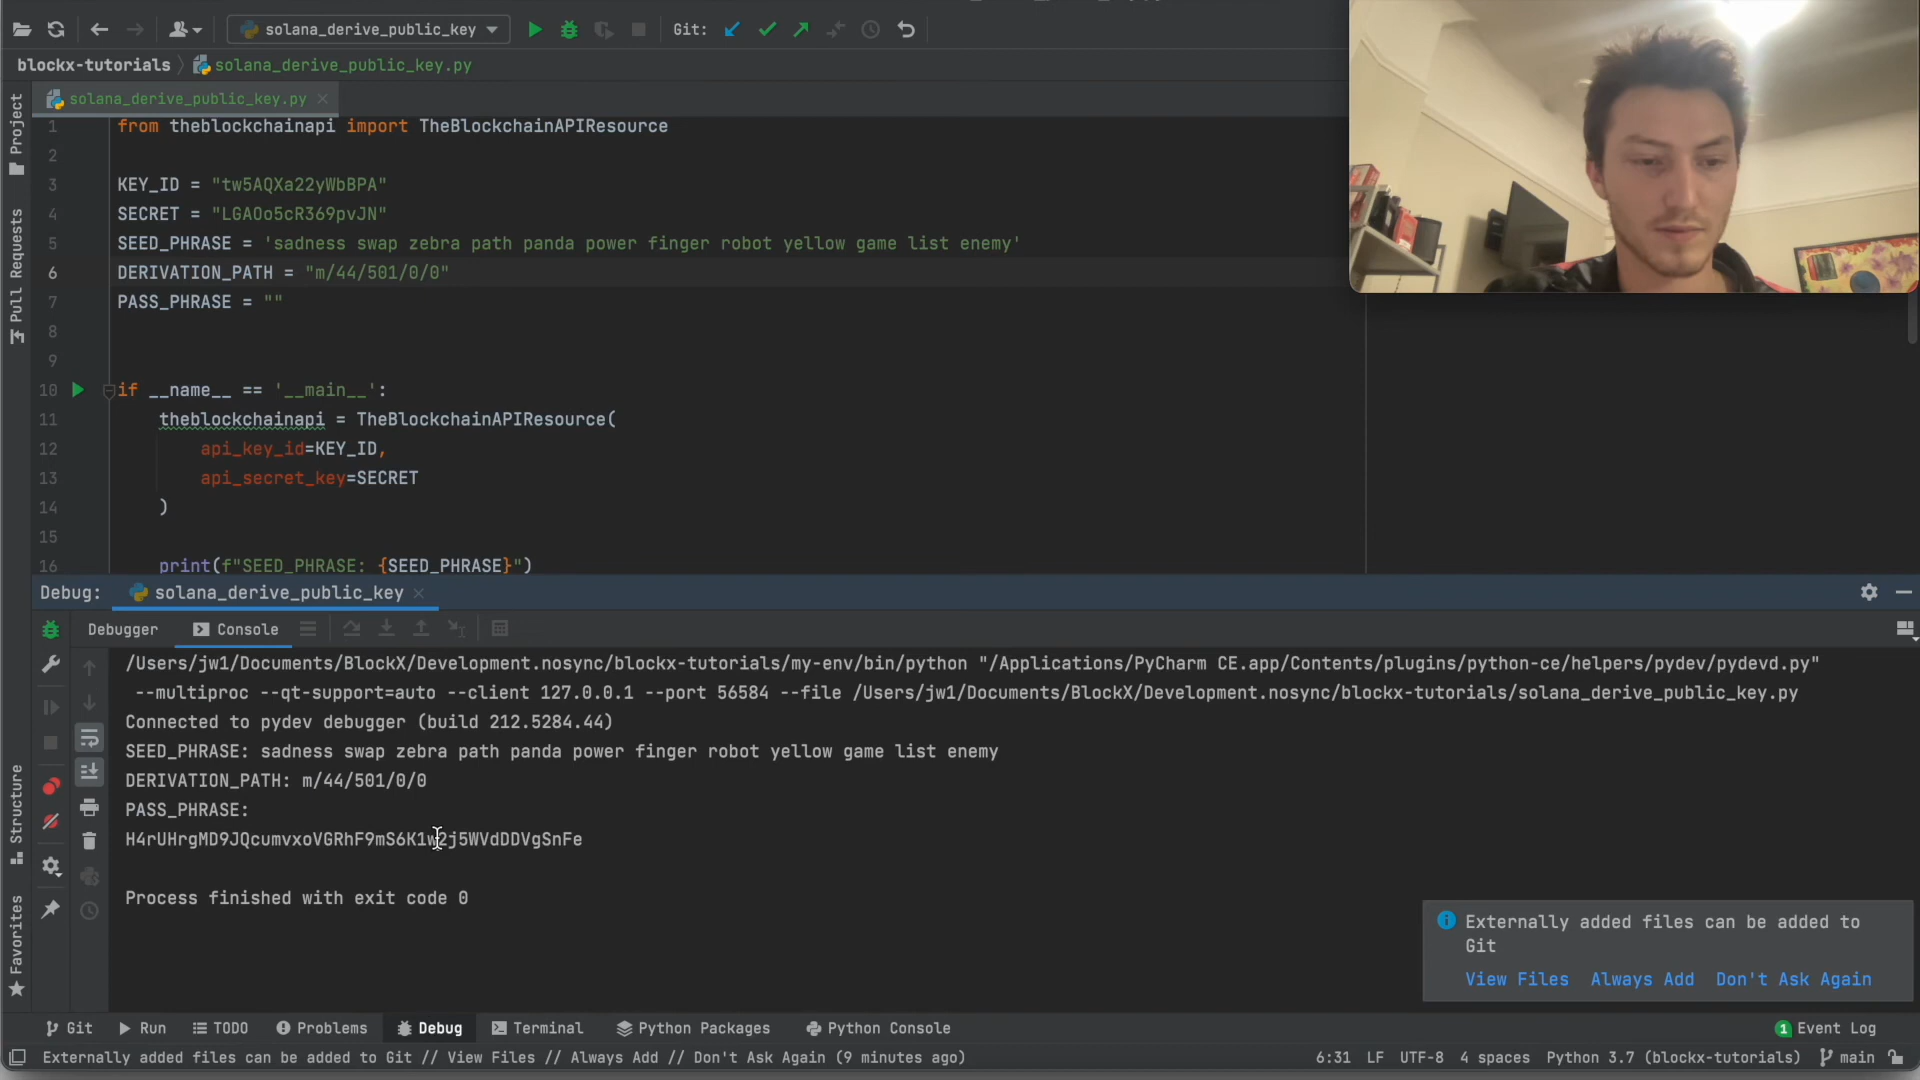 solana_derive_public_key
Git:
blockx-tutorials
solana_derive_public_key.py
solana_derive_public_key.py
Project
Pull Requests
Structure
Favorites
1 from theblockchainapi import TheBlockchainAPIResource
2
3 KEY_ID = "tw5AQXa22yWbBPA"
4 SECRET = "LGAOo5cR369pvJN"
5 SEED_PHRASE = 'sadness swap zebra path panda power finger robot yellow game list enemy'
6 DERIVATION_PATH = "m/44/501/0/0"
7 PASS_PHRASE = ""
8
9
10 if __name__ == '__main__':
11 theblockchainapi = TheBlockchainAPIResource(
12 api_key_id=KEY_ID,
13 api_secret_key=SECRET
14 )
15
16 print(f"SEED_PHRASE: {SEED_PHRASE}")
Debug: solana_derive_public_key
Debugger Console
/Users/jw1/Documents/BlockX/Development.nosync/blockx-tutorials/my-env/bin/python "/Applications/PyCharm CE.app/Contents/plugins/python-ce/helpers/pydev/pydevd.py"
--multiproc --qt-support=auto --client 127.0.0.1 --port 56584 --file /Users/jw1/Documents/BlockX/Development.nosync/blockx-tutorials/solana_derive_public_key.py
Connected to pydev debugger (build 212.5284.44)
SEED_PHRASE: sadness swap zebra path panda power finger robot yellow game list enemy
DERIVATION_PATH: m/44/501/0/0
PASS_PHRASE:
H4rUHrgMD9JQcumvxoVGRhF9mS6K1w2j5WVdDDVgSnFe
Process finished with exit code 0
Externally added files can be added to
Git
View Files Always Add Don't Ask Again
Git Run TODO Problems Debug Terminal Python Packages Python Console 1 Event Log
Externally added files can be added to Git // View Files // Always Add // Don't Ask Again (9 minutes ago) 6:31 LF UTF-8 4 spaces Python 3.7 (blockx-tutorials) main